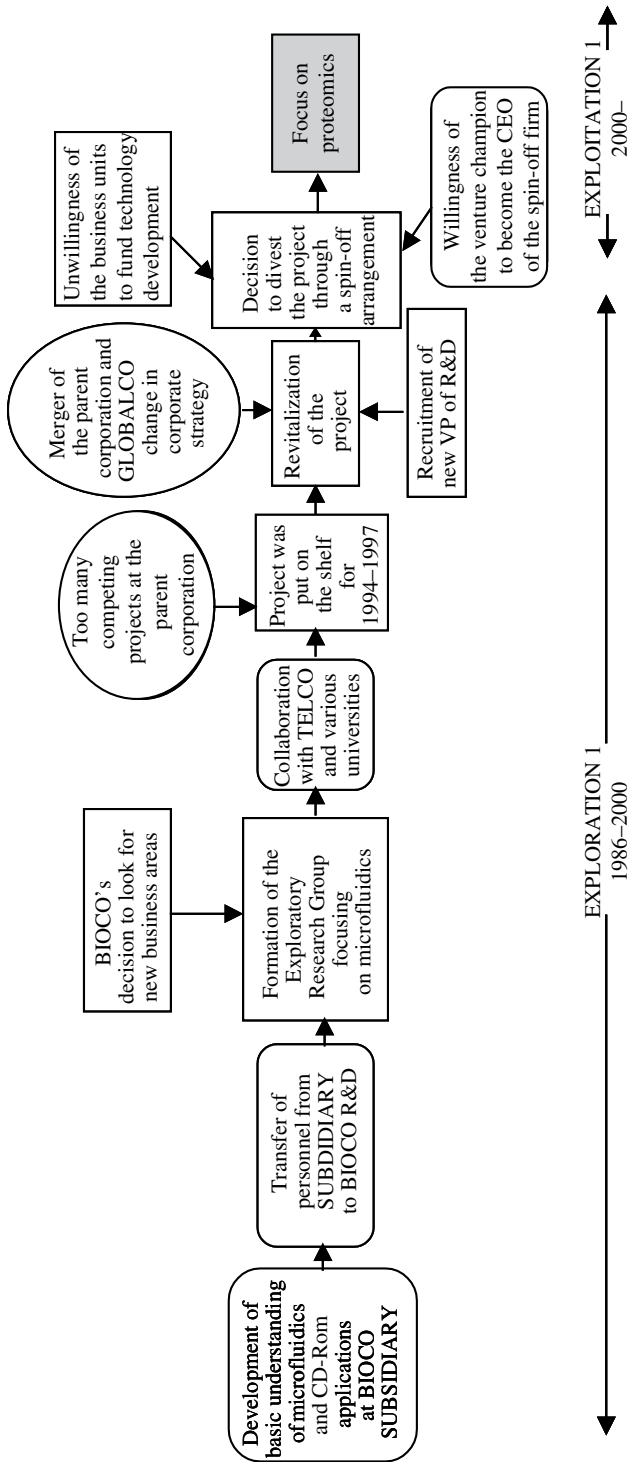 Development of
basic understanding
of microfluidics
and CD-Rom
applications
at BIOCO
SUBSIDIARY
Transfer of
personnel from
SUBDIDIARY
to BIOCO R&D
BIOCO's
decision to look for
new business areas
Formation of the
Exploratory
Research Group
focusing
on microfluidics
Collaboration
with TELCO
and various
universities
Too many
competing
projects at the
parent
corporation
Project was
put on
the shelf
for
1994–1997
Merger of
the parent
corporation and
GLOBALCO
change in
corporate
strategy
Revitalization
of the
project
Recruitment of
new VP of R&D
Unwillingness of
the business units
to fund technology
development
Decision
to divest
the project
through
a spin-off
arrangement
Willingness of
the venture champion
to become the CEO
of the spin-off firm
Focus on
proteomics
EXPLORATION 1
1986–2000
EXPLOITATION 1
2000–